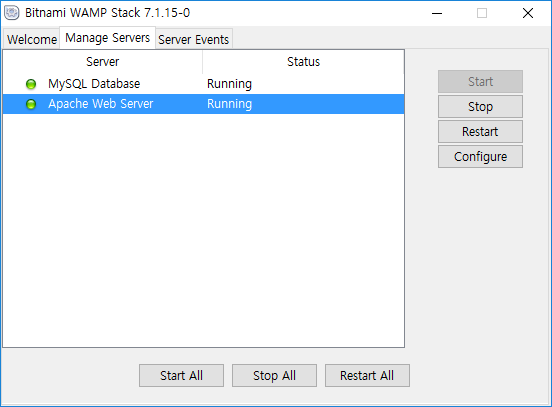 Bitnami WAMP Stack 7.1.15-0
Welcome Manage Servers Server Events
Server Status
MySQL Database Running
Apache Web Server Running
Start
Stop
Restart
Configure
Start All Stop All Restart All